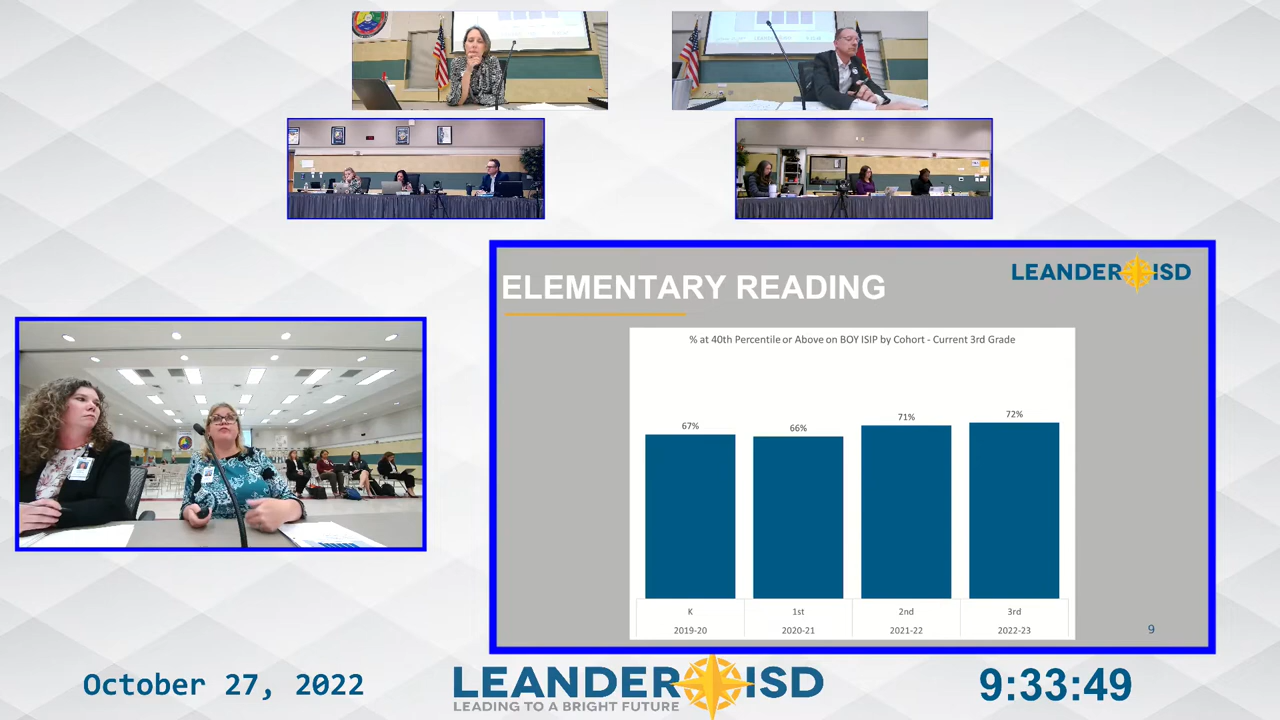 ELEMENTARY READING
LEANDER ISD
% at 40th Percentile or Above on BOY ISIP by Cohort - Current 3rd Grade
67%
66%
71%
72%
K
1st
2nd
3rd
2019-20
2020-21
2021-22
2022-23
9
October 27, 2022
LEANDER ISD
LEADING TO A BRIGHT FUTURE
9:33:49